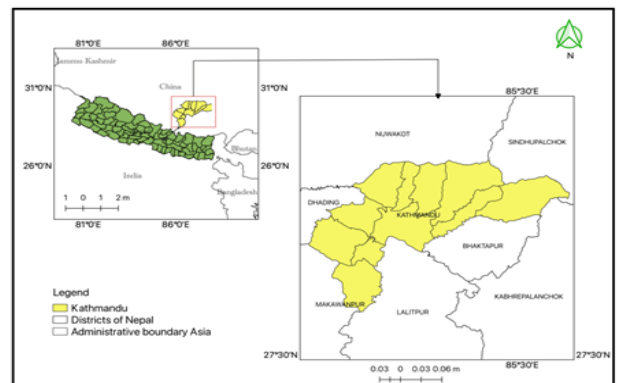 81°0'E 86°0'E
N
Jammu-Kashmir
31°0'N
China
31°0'N
85°30'E
NUWAKOT
SINDHUPALCHOK
26°0'N
26°0'N
Bhutan
India
Bangladesh
DHADING
KATHMANDU
1 0 1 2 m
81°0'E 86°0'E
BHAKTAPUR
Legend
Kathmandu
Districts of Nepal
Administrative boundary Asia
MAKAWANPUR
LALITPUR
KABHREPALANCHOK
27°30'N
27°30'N
85°30'E
0.03 0 0.03 0.06 m